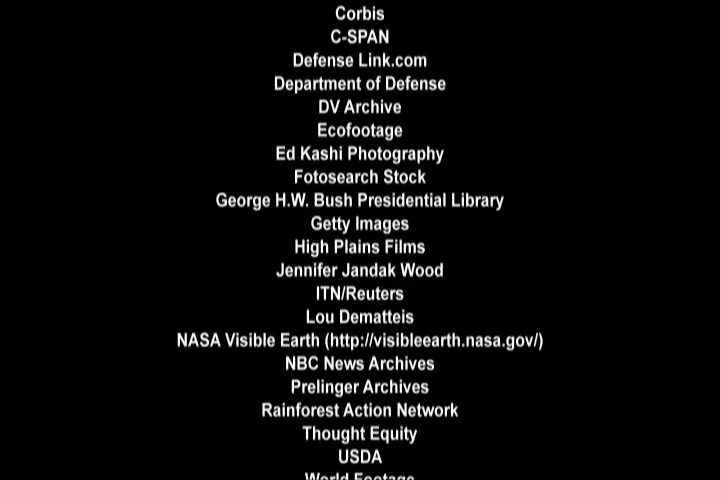 Corbis
C-SPAN
Defense Link.com
Department of Defense
DV Archive
Ecofootage
Ed Kashi Photography
Fotosearch Stock
George H.W. Bush Presidential Library
Getty Images
High Plains Films
Jennifer Jandak Wood
ITN/Reuters
Lou Dematteis
NASA Visible Earth (http://visibleearth.nasa.gov/)
NBC News Archives
Prelinger Archives
Rainforest Action Network
Thought Equity
USDA
World Footage